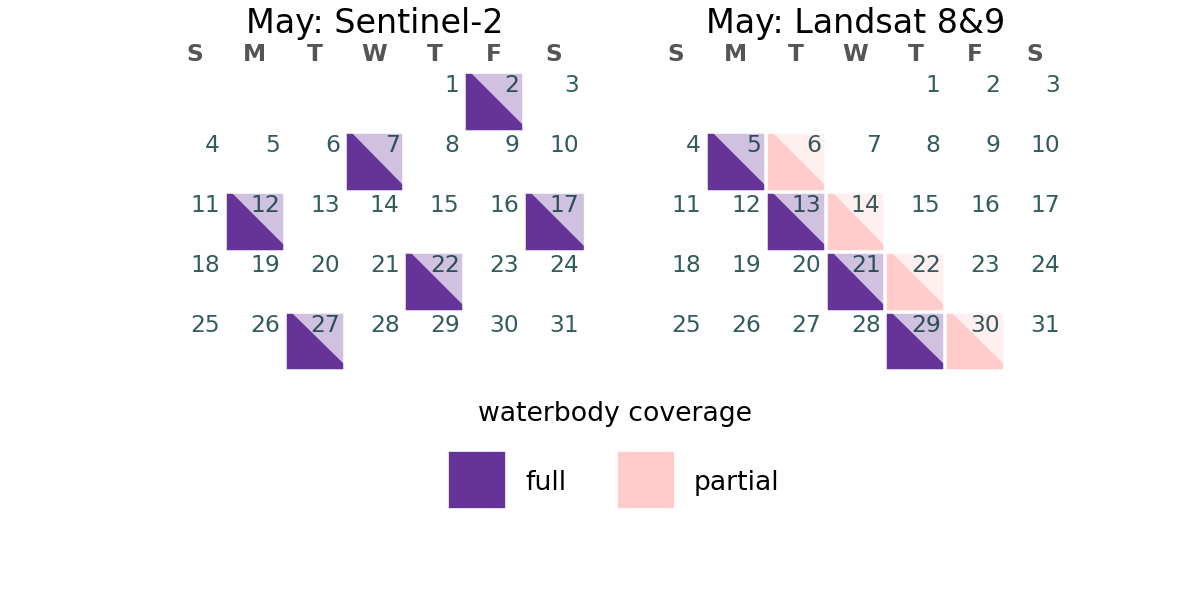 May: Sentinel-2
S M T W T F S
1 2 3
4 5 6 7 8 9 10
11 12 13 14 15 16 17
18 19 20 21 22 23 24
25 26 27 28 29 30 31
May: Landsat 8&9
S M T W T F S
1 2 3
4 5 6 7 8 9 10
11 12 13 14 15 16 17
18 19 20 21 22 23 24
25 26 27 28 29 30 31
waterbody coverage
full
partial